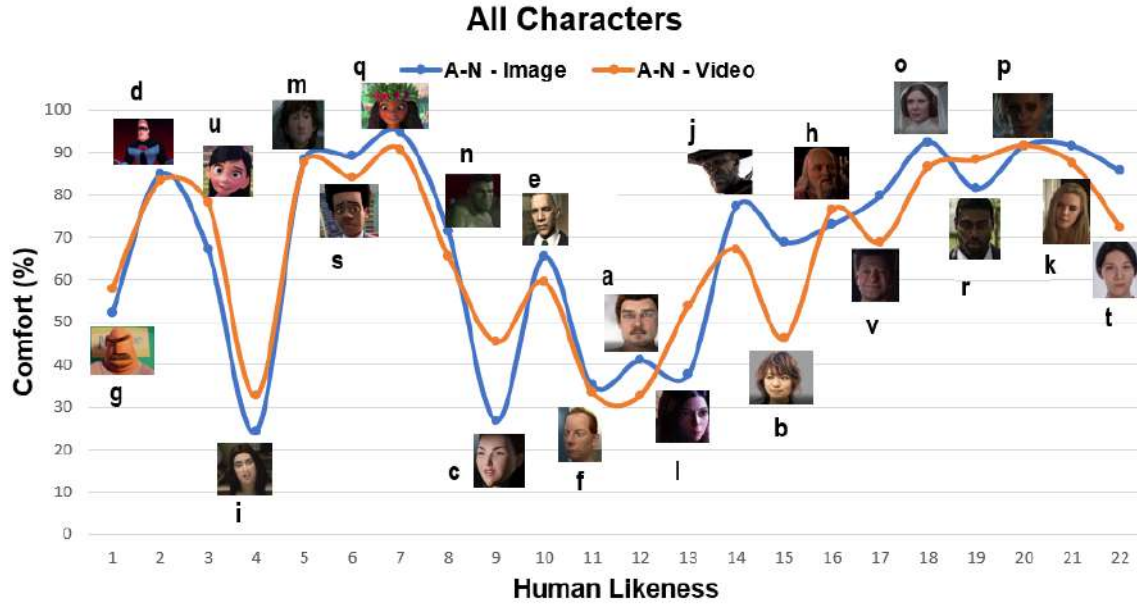 All Characters
A-N - Image A-N - Video
d u m q n e j h o p
g i s c f a l b v r k t
Comfort (%)
100
90
80
70
60
50
40
30
20
10
0
1 2 3 4 5 6 7 8 9 10 11 12 13 14 15 16 17 18 19 20 21 22
Human Likeness